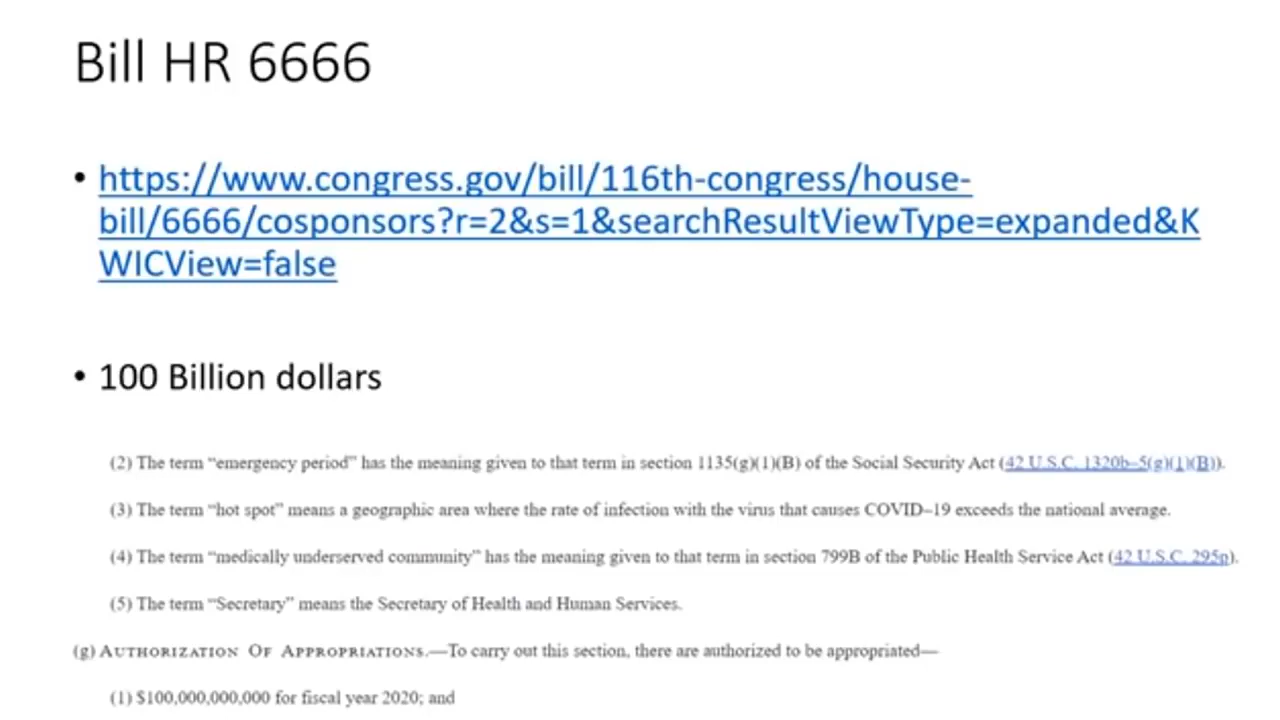 Bill HR 6666
• https://www.congress.gov/bill/116th-congress/house-
bill/6666/cosponsors?r=2&s=1&searchResultViewType=expanded&K
WICView=false
• 100 Billion dollars
(2) The term “emergency period” has the meaning given to that term in section 1135(g)(1)(B) of the Social Security Act (42 U.S.C. 1320b–5(g)(1)(B)).
(3) The term “hot spot” means a geographic area where the rate of infection with the virus that causes COVID–19 exceeds the national average.
(4) The term “medically underserved community” has the meaning given to that term in section 799B of the Public Health Service Act (42 U.S.C. 295p).
(5) The term “Secretary” means the Secretary of Health and Human Services.
(g) AUTHORIZATION OF APPROPRIATIONS.—To carry out this section, there are authorized to be appropriated—
(1) $100,000,000,000 for fiscal year 2020; and